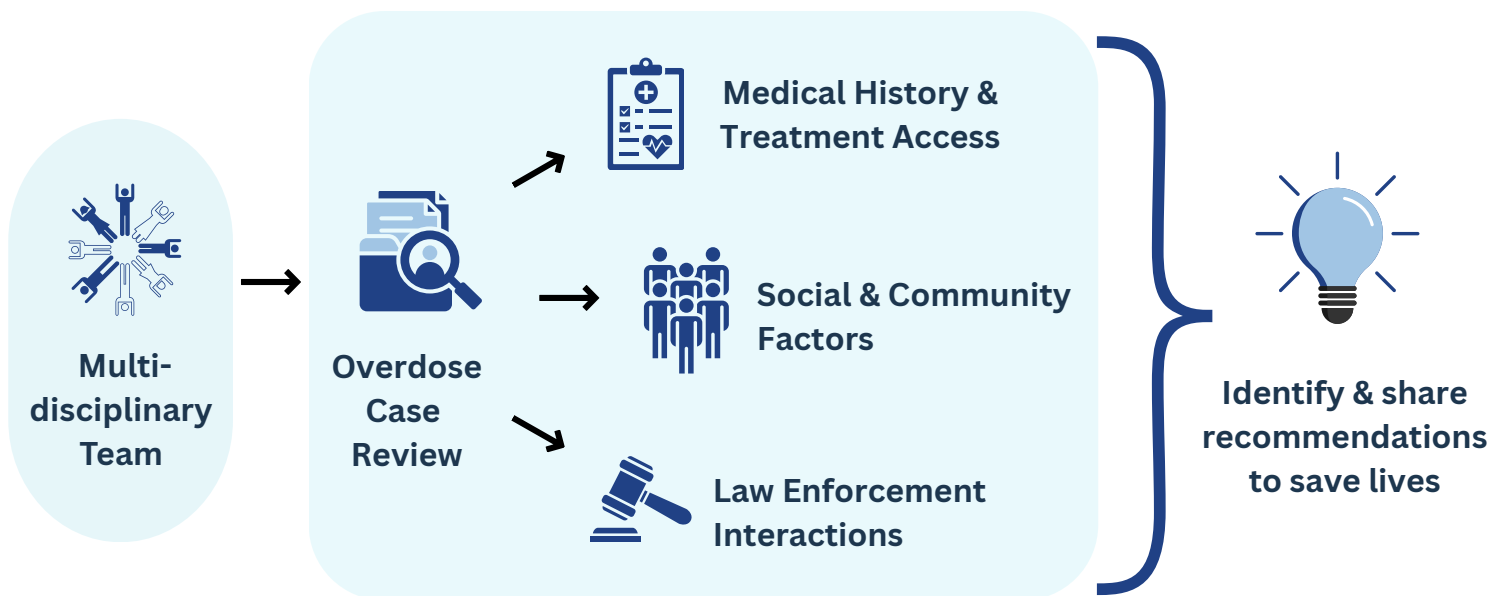 Multi-
disciplinary
Team
Overdose
Case
Review
Medical History &
Treatment Access
Social & Community
Factors
Law Enforcement
Interactions
Identify & share
recommendations
to save lives